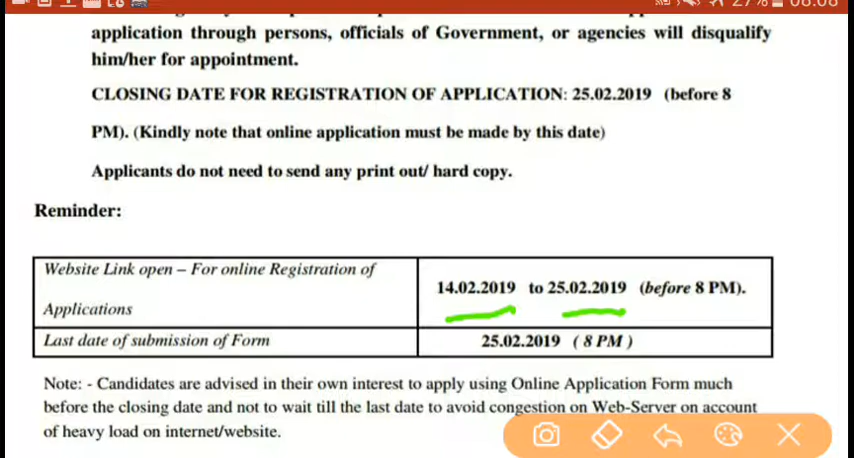 application through persons, officials of Government, or agencies will disqualify
him/her for appointment.
CLOSING DATE FOR REGISTRATION OF APPLICATION: 25.02.2019 (before 8
PM). (Kindly note that online application must be made by this date)
Applicants do not need to send any print out/ hard copy.
Reminder:
Website Link open – For online Registration of
Applications
14.02.2019 to 25.02.2019 (before 8 PM).
Last date of submission of Form
25.02.2019 ( 8 PM )
Note: - Candidates are advised in their own interest to apply using Online Application Form much
before the closing date and not to wait till the last date to avoid congestion on Web-Server on account
of heavy load on internet/website.